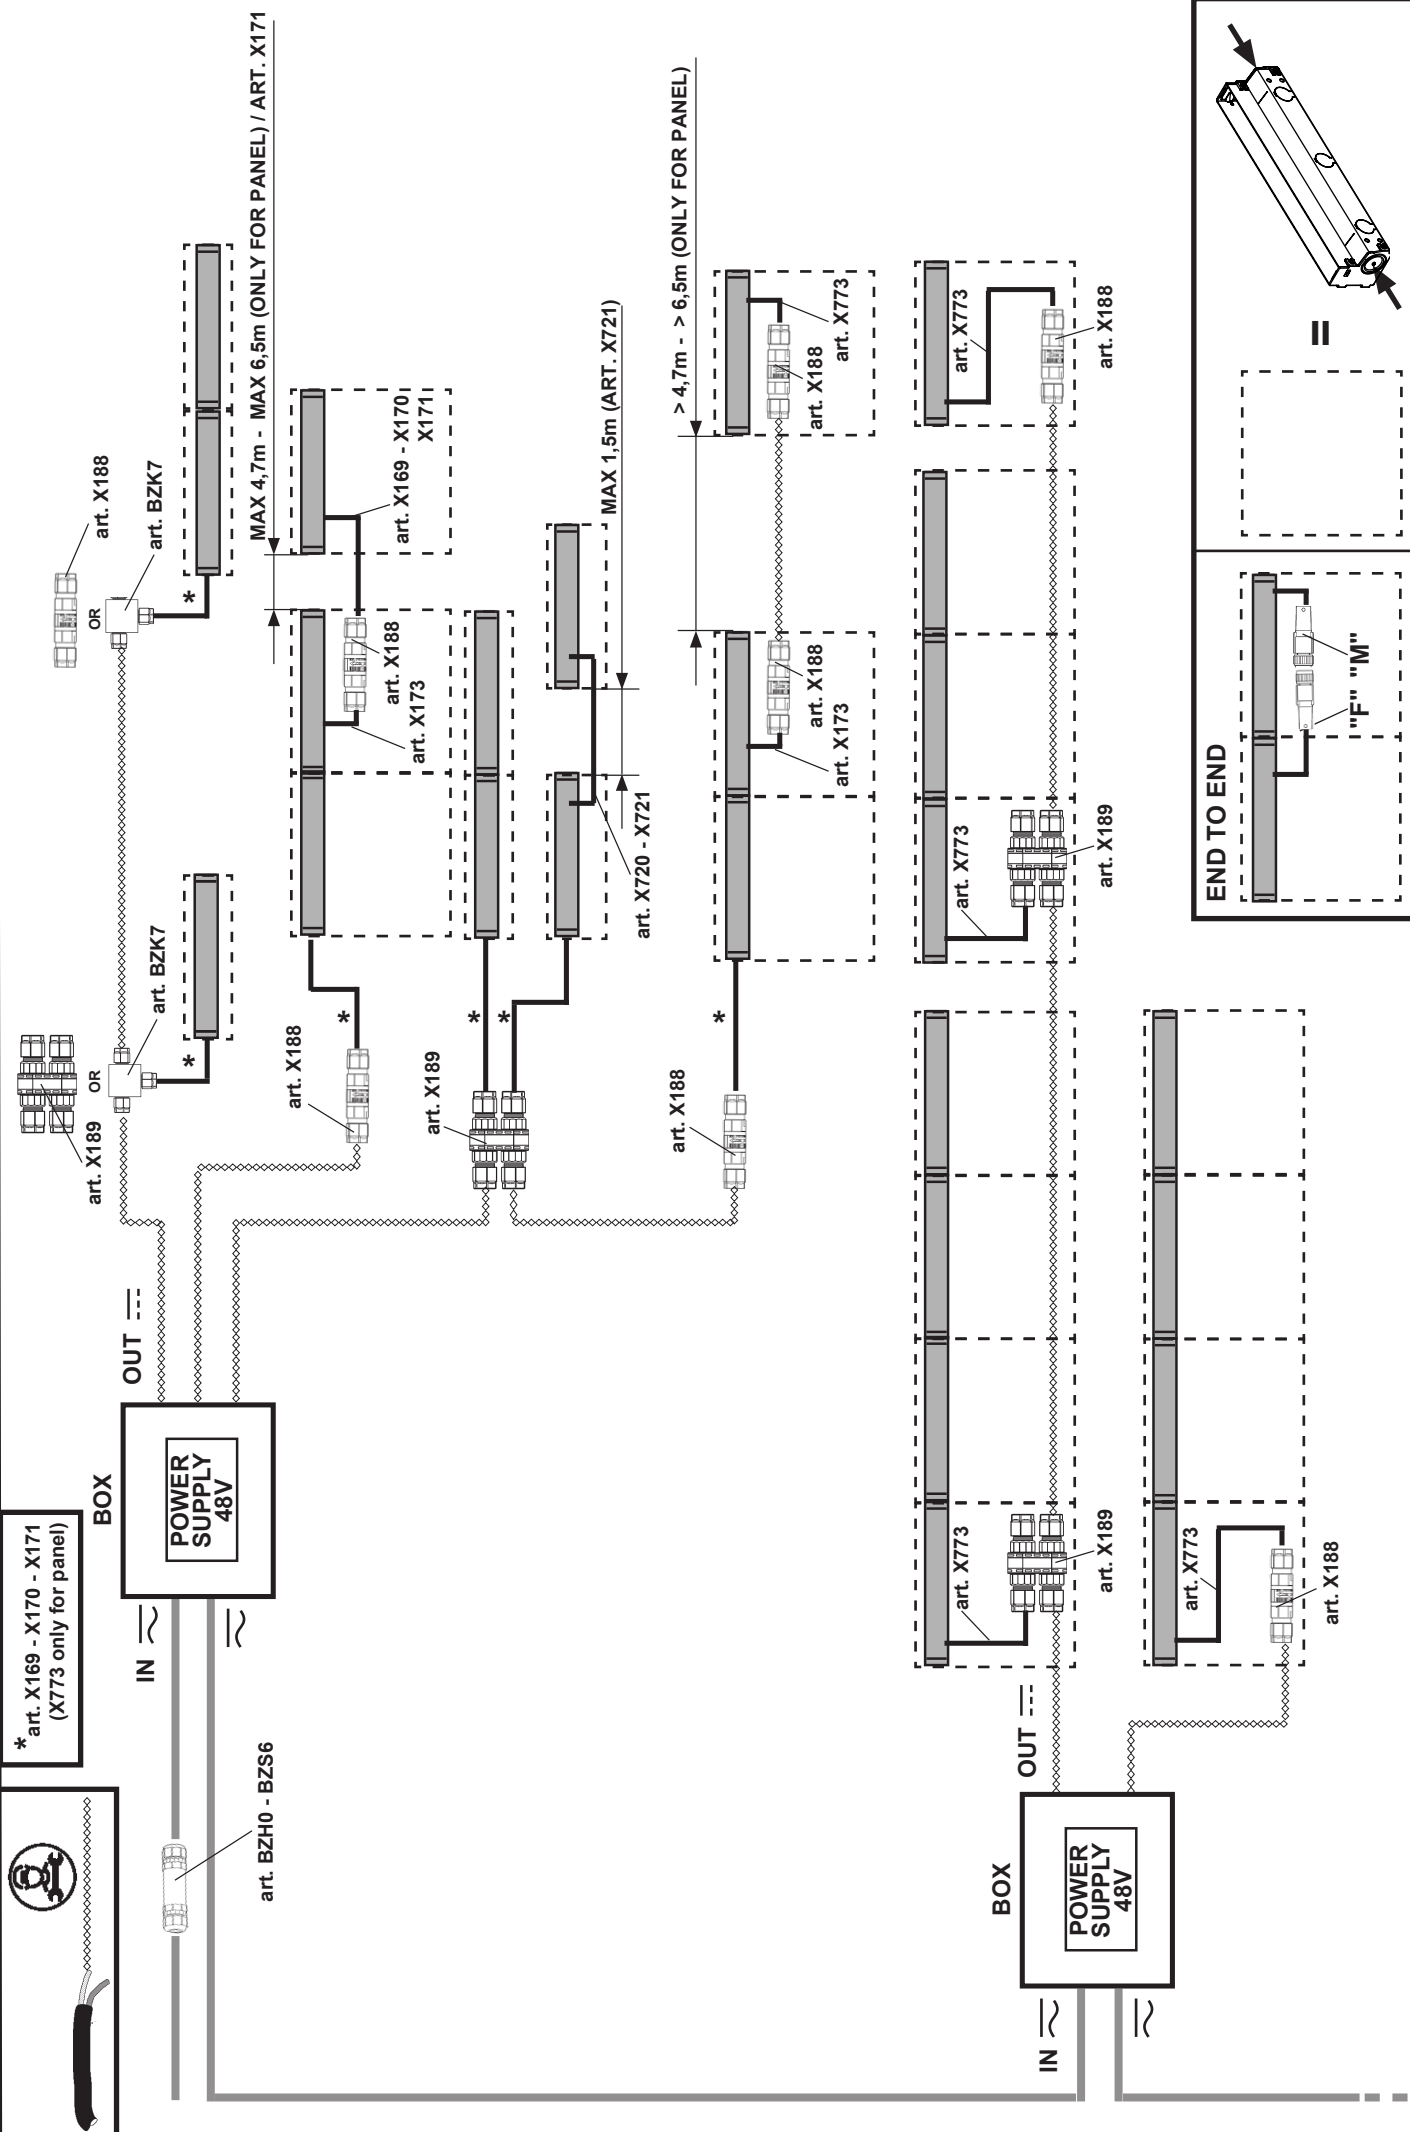 * art. X169 - X170 - X171
(X773 only for panel)
art. X189
OR
art. BZK7
*
art. X188
OR
art. BZK7
*
BOX
IN
OUT
POWER
SUPPLY
48V
art. BZH0 - BZS6
MAX 4,7m - MAX 6,5m (ONLY FOR PANEL) / ART. X171
art. X188
*
art. X173
art. X188
art. X169 - X170
X171
art. X189
*
*
MAX 1,5m (ART. X721)
art. X720 - X721
> 4,7m - > 6,5m (ONLY FOR PANEL)
art. X188
*
art. X173
art. X188
art. X188
art. X773
BOX
IN
OUT
POWER
SUPPLY
48V
art. X773
art. X189
art. X773
art. X189
art. X773
art. X188
art. X773
art. X188
END TO END
"F" "M"
=